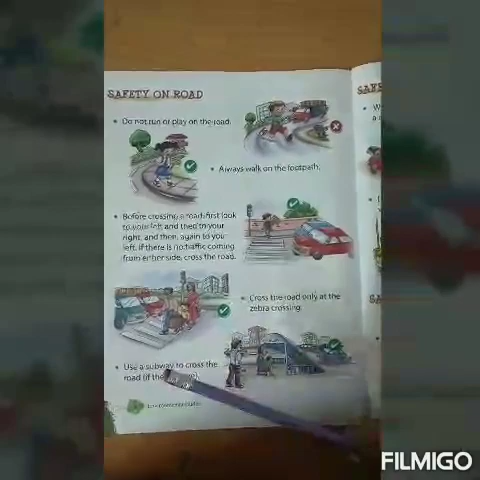 SAFETY ON ROAD
• Do not run or play on the road.
• Always walk on the footpath.
• Before crossing a road first look
to your left and then to your
right, and then, again to your
left. If there is no traffic coming
from either side, cross the road.
• Cross the road only at the
zebra crossing.
• Use a subway to cross the
road (if the
SAFE
FILMIGO